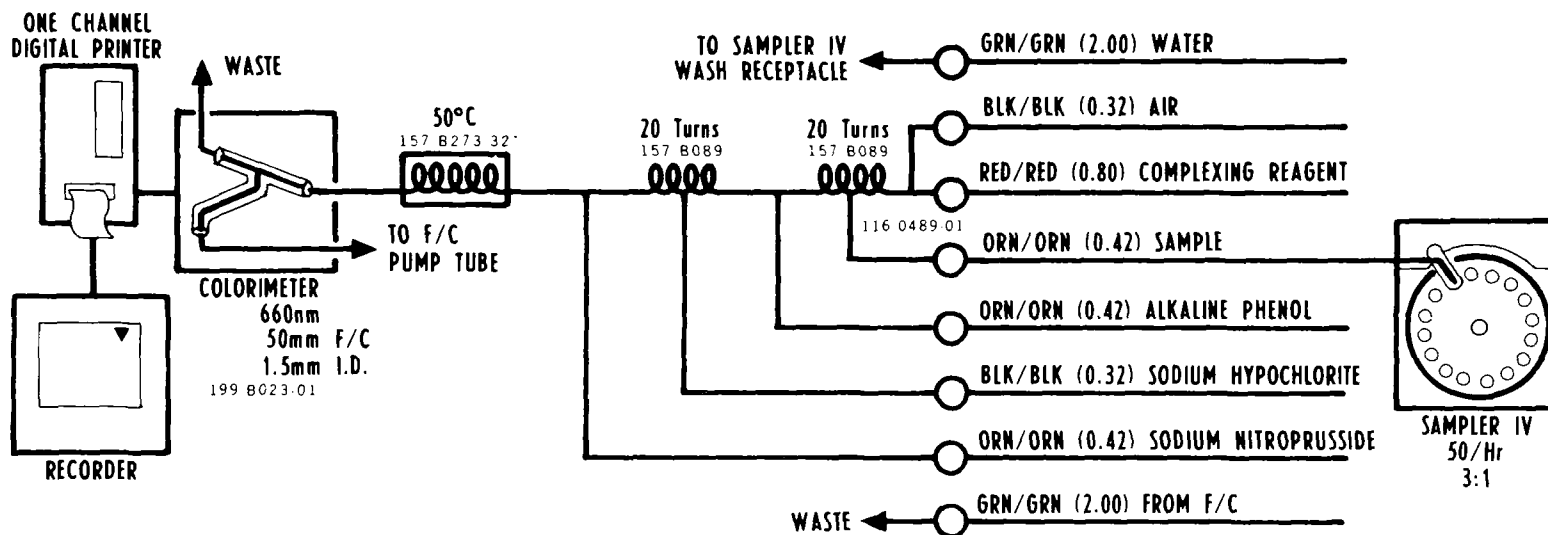 ONE CHANNEL
DIGITAL PRINTER
WASTE
50°C
157 B273 32
20 Turns
157 B089
20 Turns
157 B089
TO SAMPLER IV
WASH RECEPTACLE
GRN/GRN (2.00) WATER
BLK/BLK (0.32) AIR
RED/RED (0.80) COMPLEXING REAGENT
116 0489-01
ORN/ORN (0.42) SAMPLE
TO F/C
PUMP TUBE
COLORIMETER
660nm
50mm F/C
1.5mm I.D.
199 B023-01
ORN/ORN (0.42) ALKALINE PHENOL
BLK/BLK (0.32) SODIUM HYPOCHLORITE
ORN/ORN (0.42) SODIUM NITROPRUSSIDE
RECORDER
SAMPLER IV
50/Hr
3:1
WASTE
GRN/GRN (2.00) FROM F/C